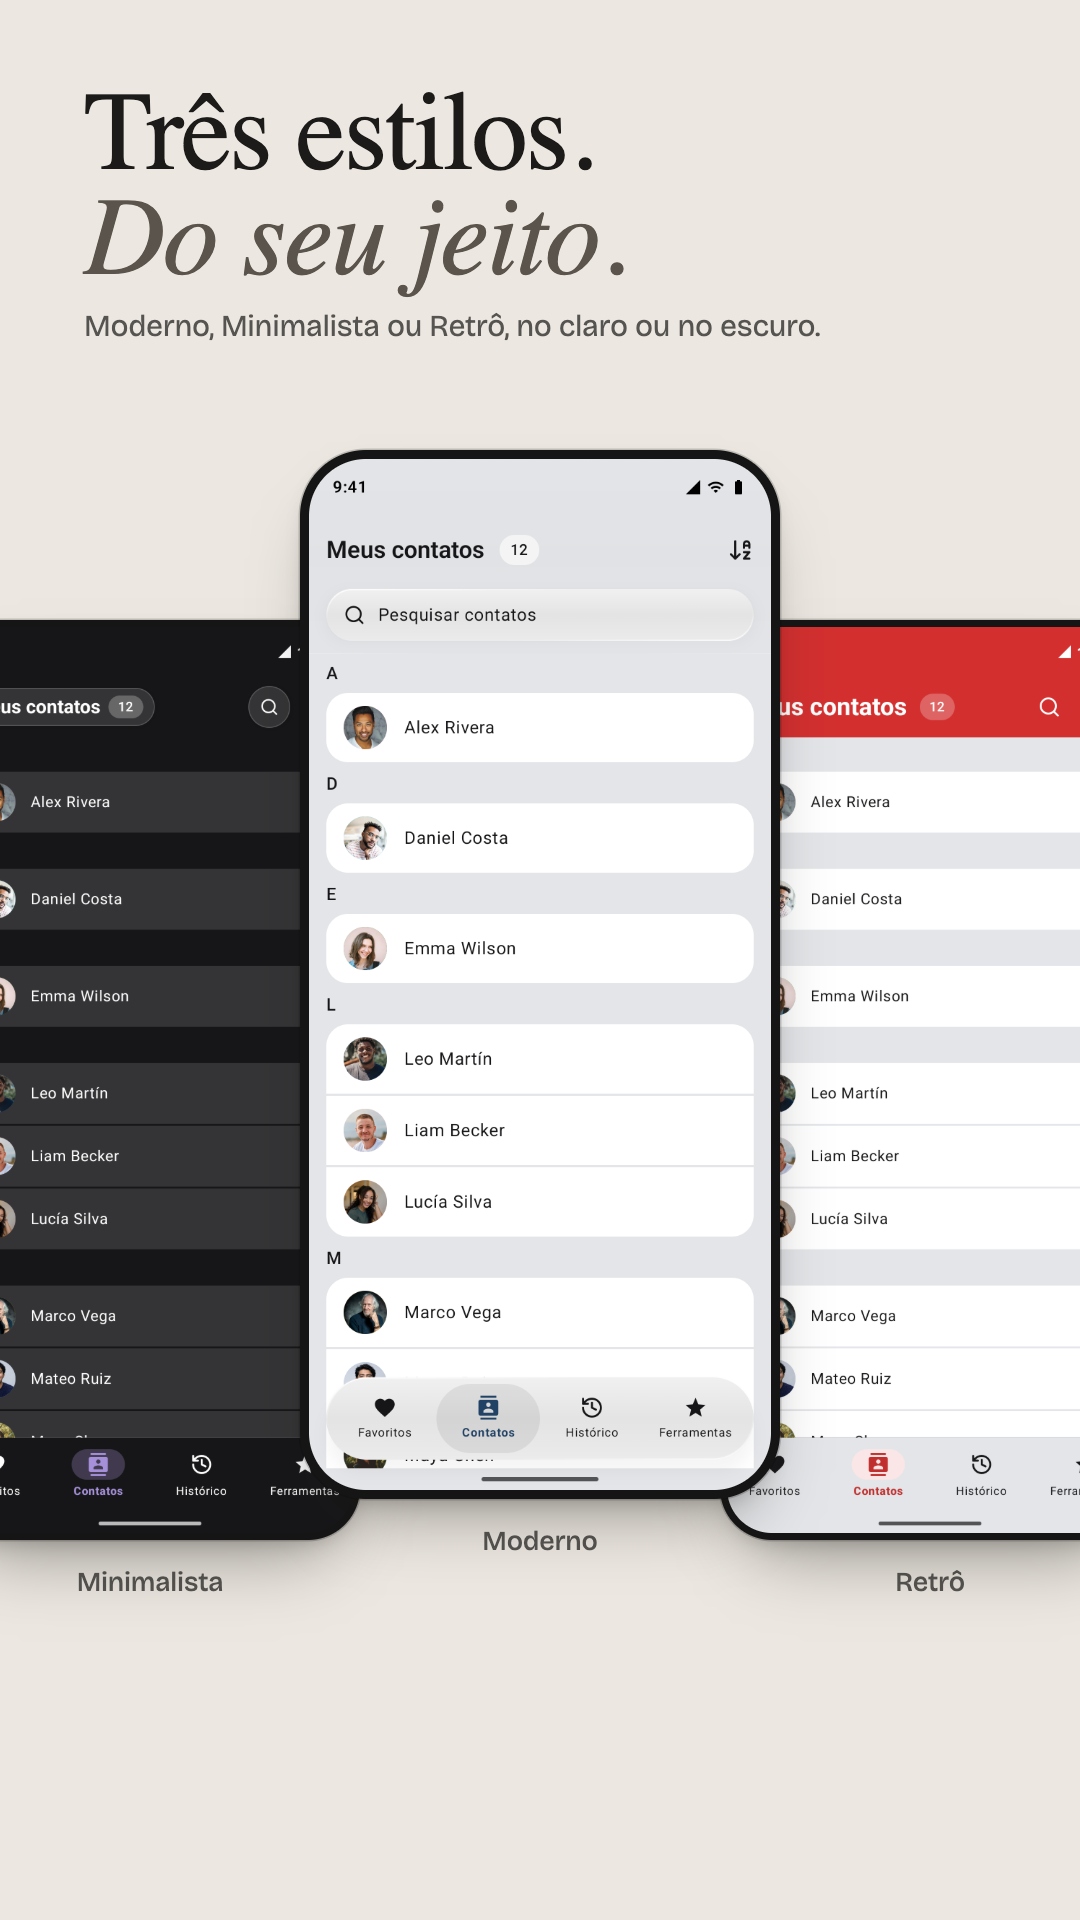 Três estilos.
Do seu jeito.
Moderno, Minimalista ou Retrô, no claro ou no escuro.
9:41
Meus contatos 12
Pesquisar contatos
A
Alex Rivera
D
Daniel Costa
E
Emma Wilson
L
Leo Martín
Liam Becker
Lucía Silva
M
Marco Vega
Favoritos
Contatos
Histórico
Ferramentas
Moderno
us contatos 12
Alex Rivera
Daniel Costa
Emma Wilson
Leo Martín
Liam Becker
Lucía Silva
Marco Vega
Mateo Ruiz
itos
Contatos
Histórico
Ferramentas
Minimalista
us contatos 12
Alex Rivera
Daniel Costa
Emma Wilson
Leo Martín
Liam Becker
Lucía Silva
Marco Vega
Mateo Ruiz
Favoritos
Contatos
Histórico
Ferra
Retrô